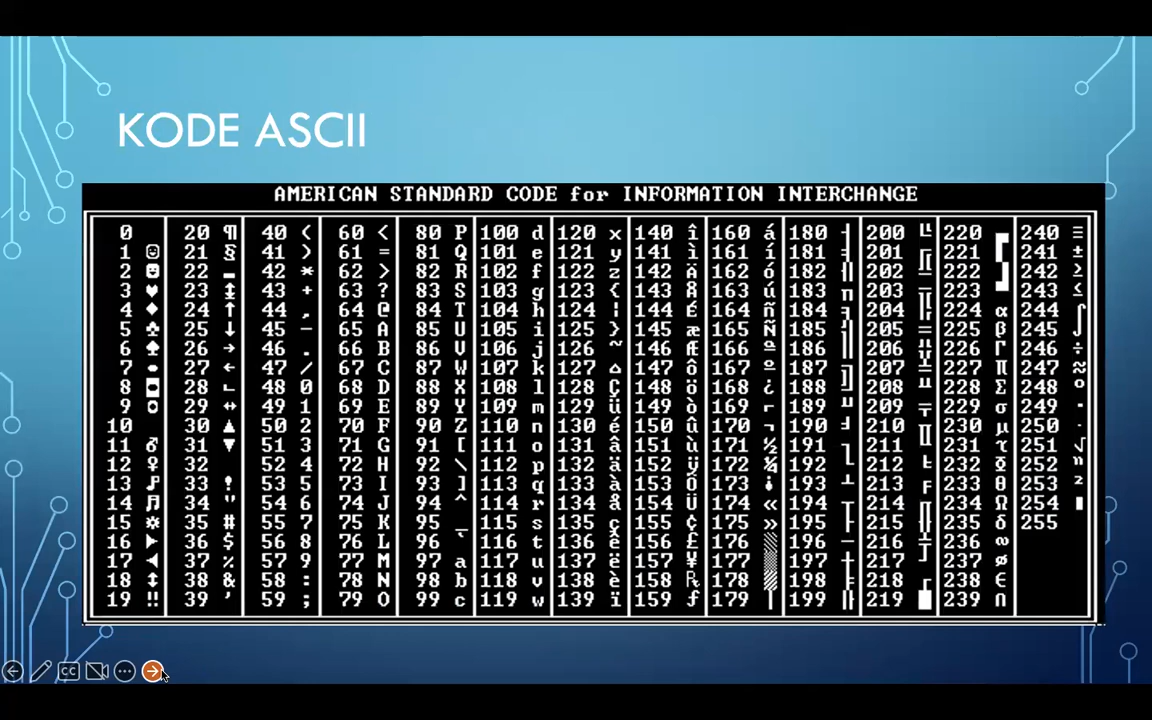 KODE ASCII
AMERICAN STANDARD CODE for INFORMATION INTERCHANGE
0 20 ¶ 40 ( 60 < 80 P 100 d 120 x 140 î 160 á 180 ┤ 200 ╚ 220 ▄ 240 ≡
1 ☺ 21 § 41 ) 61 = 81 Q 101 e 121 y 141 ì 161 í 181 ╡ 201 ╔ 221 ▌ 241 ±
2 ☻ 22 ▬ 42 * 62 > 82 R 102 f 122 z 142 Ä 162 ó 182 ╢ 202 ╩ 222 ▐ 242 ≥
3 ♥ 23 ↨ 43 + 63 ? 83 S 103 g 123 { 143 Å 163 ú 183 ╖ 203 ╦ 223 ▀ 243 ≤
4 ♦ 24 ↑ 44 , 64 @ 84 T 104 h 124 ¦ 144 É 164 ñ 184 ╕ 204 ╠ 224 α 244 ⌠
5 ♣ 25 ↓ 45 - 65 A 85 U 105 i 125 } 145 æ 165 Ñ 185 ╣ 205 ═ 225 β 245 ⌡
6 ♠ 26 → 46 . 66 B 86 V 106 j 126 ~ 146 Æ 166 ª 186 ║ 206 ╬ 226 Γ 246 ÷
7 • 27 ← 47 / 67 C 87 W 107 k 127 ⌂ 147 ô 167 º 187 ╗ 207 ╧ 227 π 247 ≈
8 ◘ 28 ∟ 48 0 68 D 88 X 108 l 128 Ç 148 ö 168 ¿ 188 ╝ 208 ╨ 228 Σ 248 °
9 ○ 29 ↔ 49 1 69 E 89 Y 109 m 129 ü 149 ò 169 ⌐ 189 ╜ 209 ╤ 229 σ 249 ∙
10 30 ▲ 50 2 70 F 90 Z 110 n 130 é 150 û 170 ¬ 190 ╛ 210 ╥ 230 µ 250 ·
11 ♂ 31 ▼ 51 3 71 G 91 [ 111 o 131 â 151 ù 171 ½ 191 ┐ 211 ╙ 231 τ 251 √
12 ♀ 32 52 4 72 H 92 \ 112 p 132 ä 152 ÿ 172 ¼ 192 └ 212 ╘ 232 Φ 252 ⁿ
13 ♪ 33 ! 53 5 73 I 93 ] 113 q 133 à 153 Ö 173 ¡ 193 ┴ 213 ╒ 233 θ 253 ²
14 ♫ 34 " 54 6 74 J 94 ^ 114 r 134 å 154 Ü 174 « 194 ┬ 214 ╓ 234 Ω 254 ■
15 ☼ 35 # 55 7 75 K 95 _ 115 s 135 ç 155 ¢ 175 » 195 ├ 215 ╫ 235 δ 255
16 ► 36 $ 56 8 76 L 96 ` 116 t 136 ê 156 £ 176 ░ 196 ─ 216 ╪ 236 ∞
17 ◄ 37 % 57 9 77 M 97 a 117 u 137 ë 157 ¥ 177 ▒ 197 ┼ 217 ┘ 237 ø
18 ↕ 38 & 58 : 78 N 98 b 118 v 138 è 158 ₧ 178 ▓ 198 ╞ 218 ┌ 238 ∈
19 ‼ 39 ' 59 ; 79 O 99 c 119 w 139 ï 159 ƒ 179 │ 199 ╟ 219 █ 239 ∩
CC